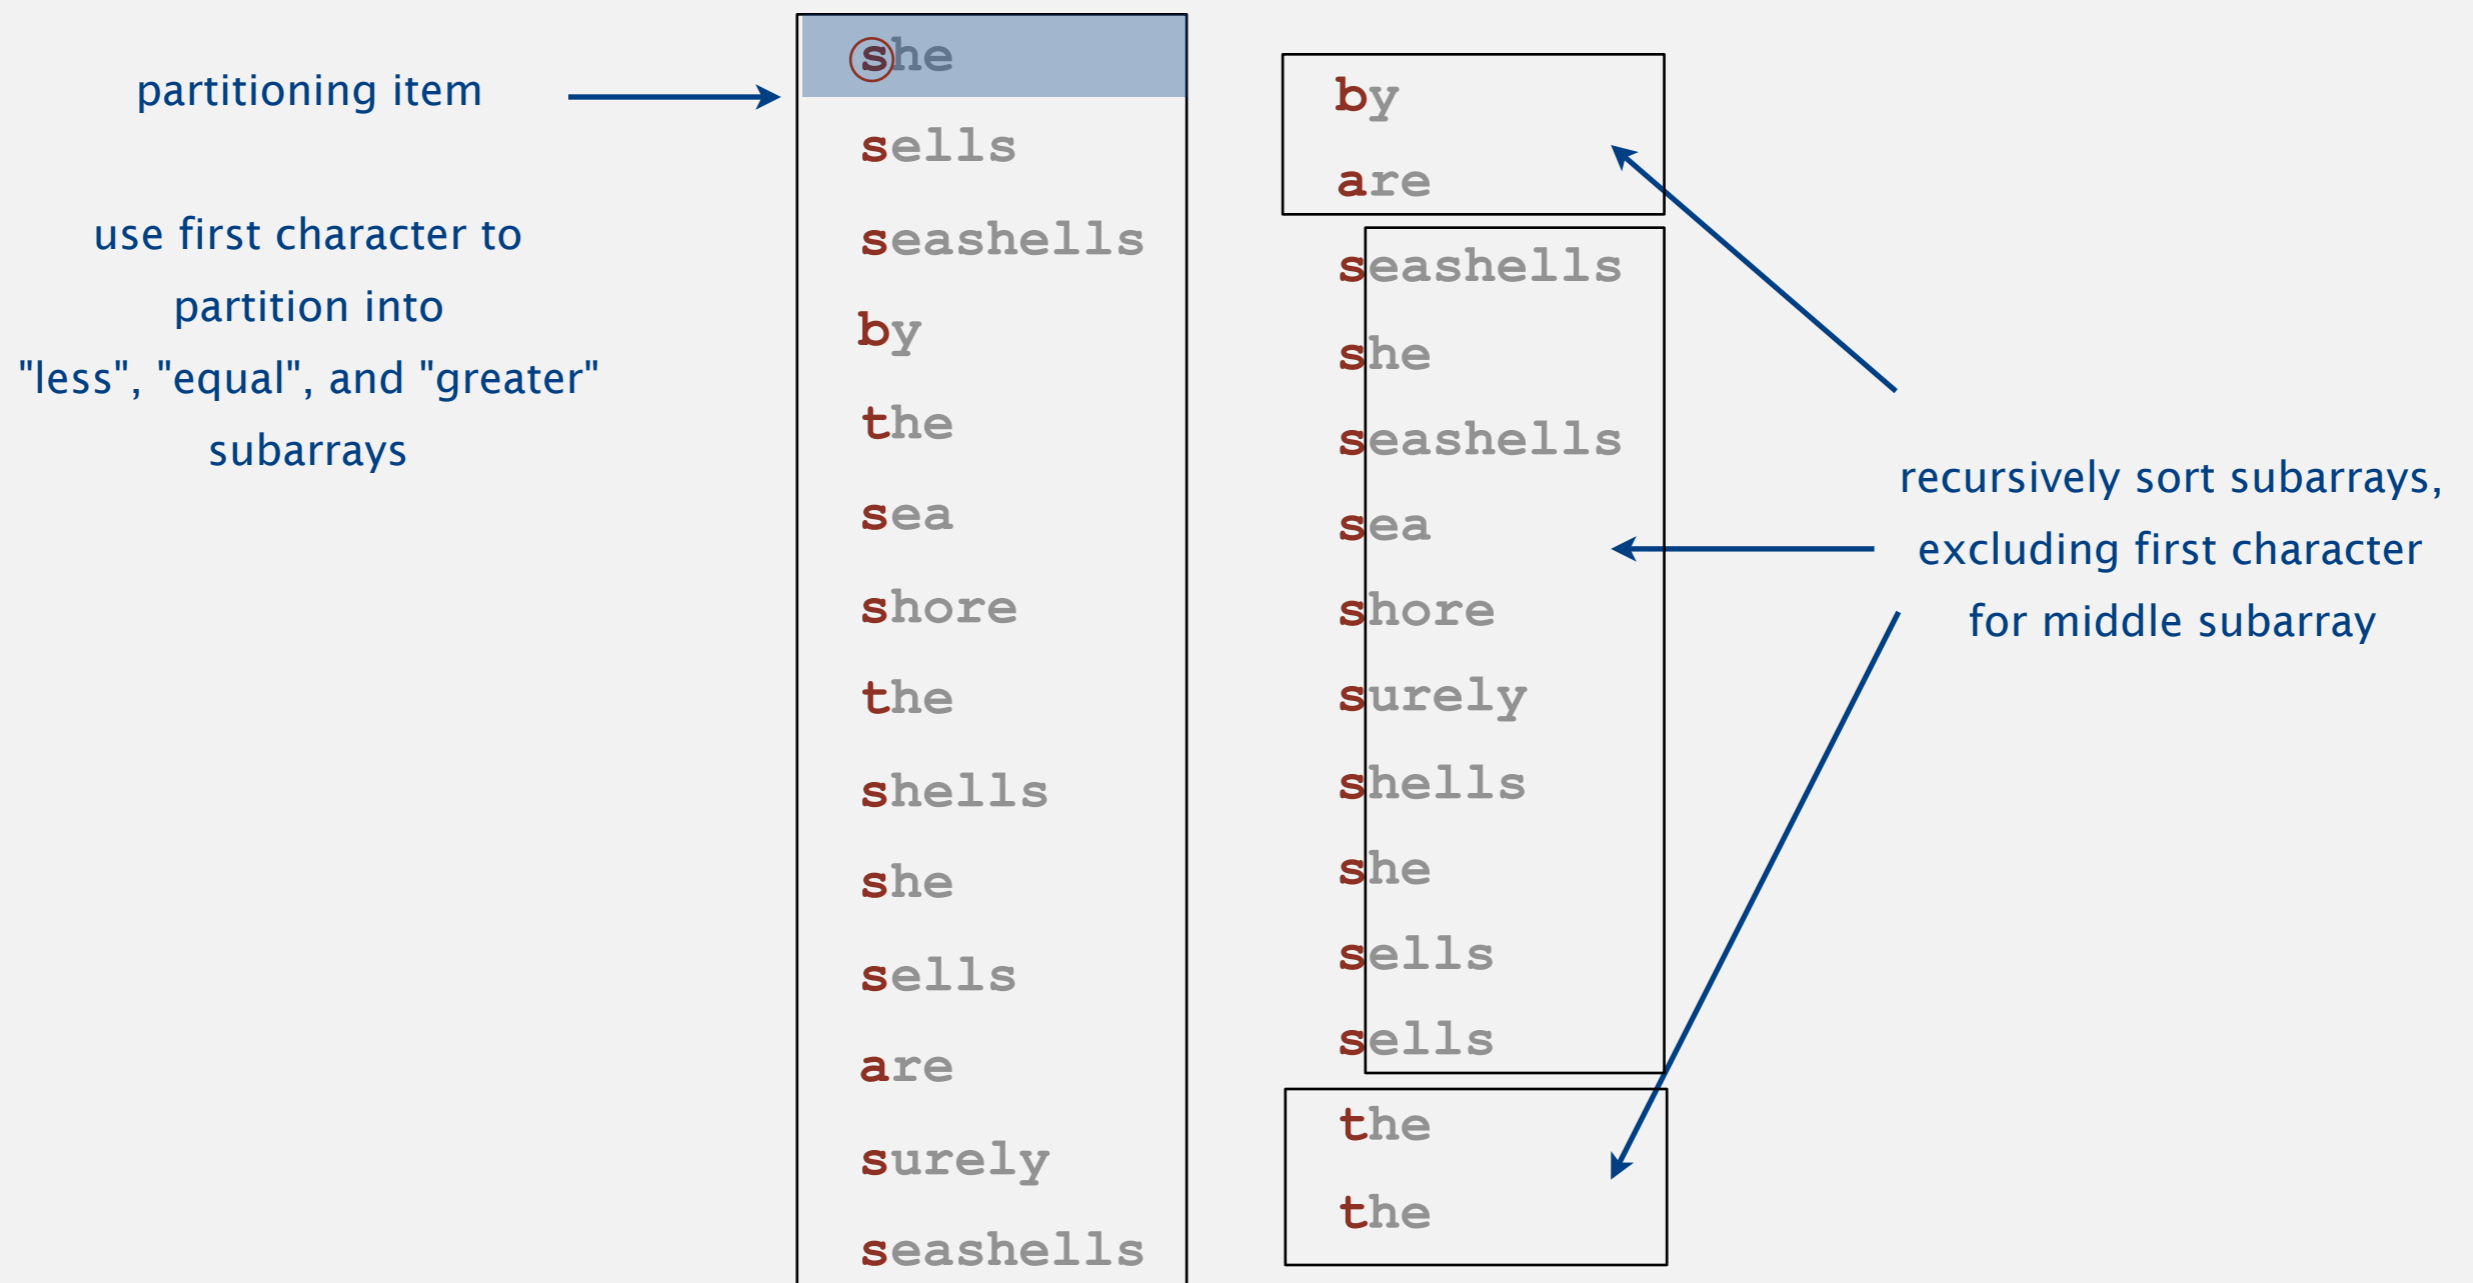 partitioning item
use first character to
partition into
"less", "equal", and "greater"
subarrays
she
sells
seashells
by
the
sea
shore
the
shells
she
sells
are
surely
seashells
by
are
seashells
she
seashells
sea
shore
surely
shells
she
sells
sells
the
the
recursively sort subarrays,
excluding first character
for middle subarray